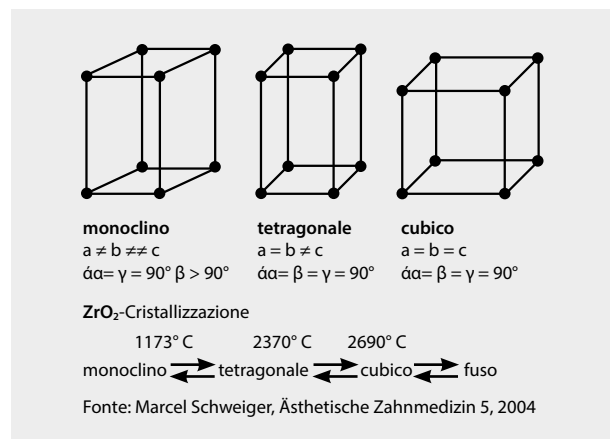 monoclino
a ≠ b ≠≠ c
άα= γ = 90° β > 90°
tetragonale
a = b ≠ c
άα= β = γ = 90°
cubico
a = b = c
άα= β = γ = 90°
ZrO₂-Cristallizzazione
1173° C 2370° C 2690° C
monoclino tetragonale cubico fuso
Fonte: Marcel Schweiger, Ästhetische Zahnmedizin 5, 2004